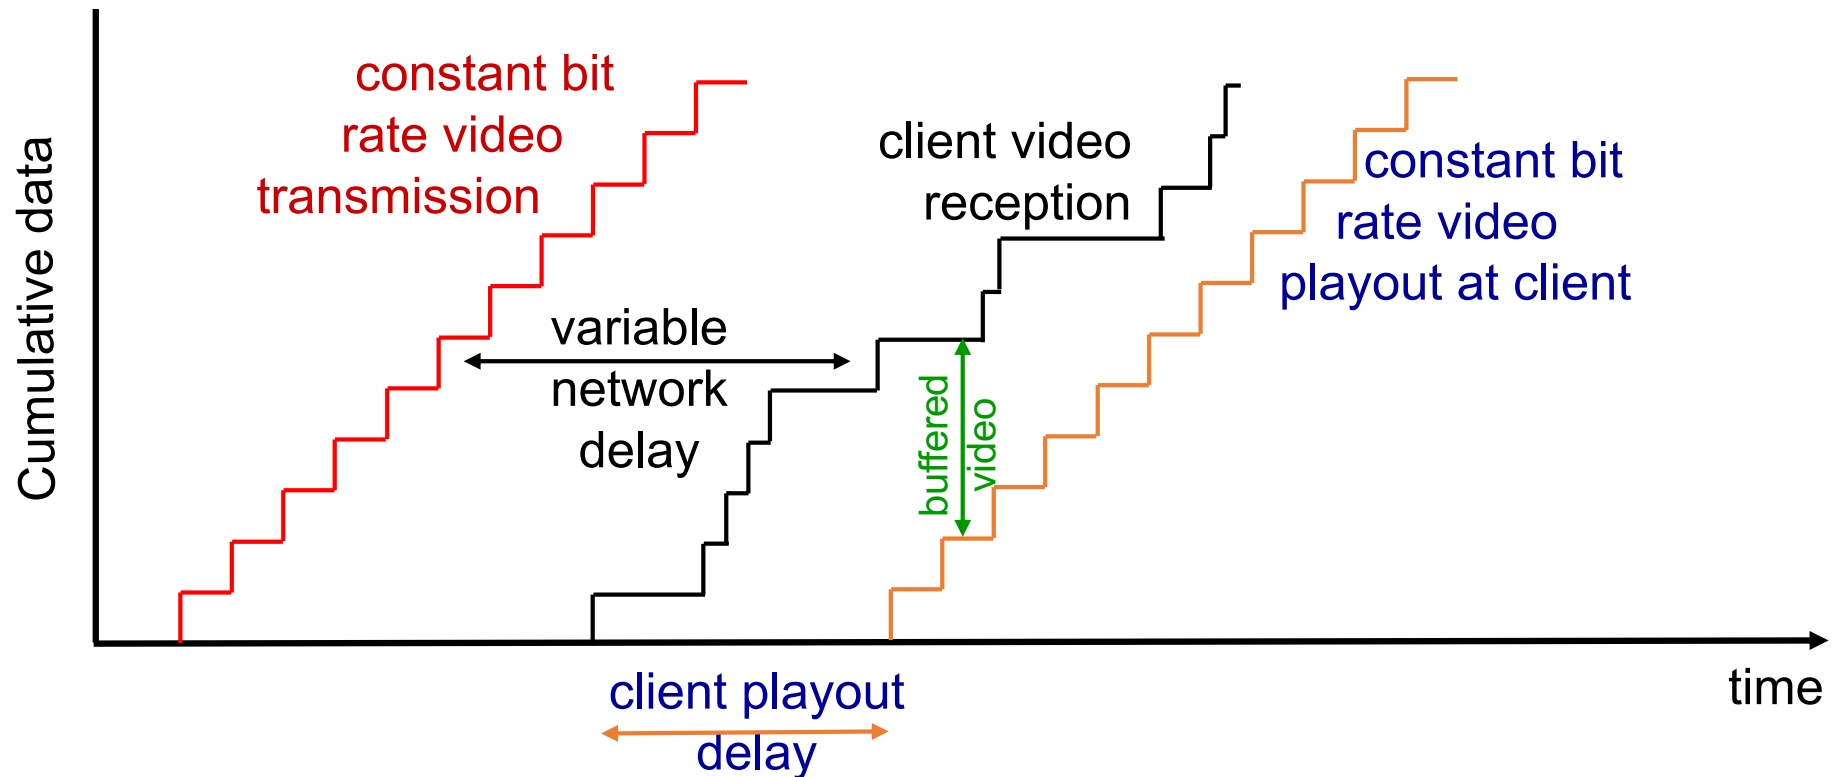 constant bit
rate video
transmission
client video
reception
constant bit
rate video
playout at client
Cumulative data
variable
network
delay
buffered
video
time
client playout
delay